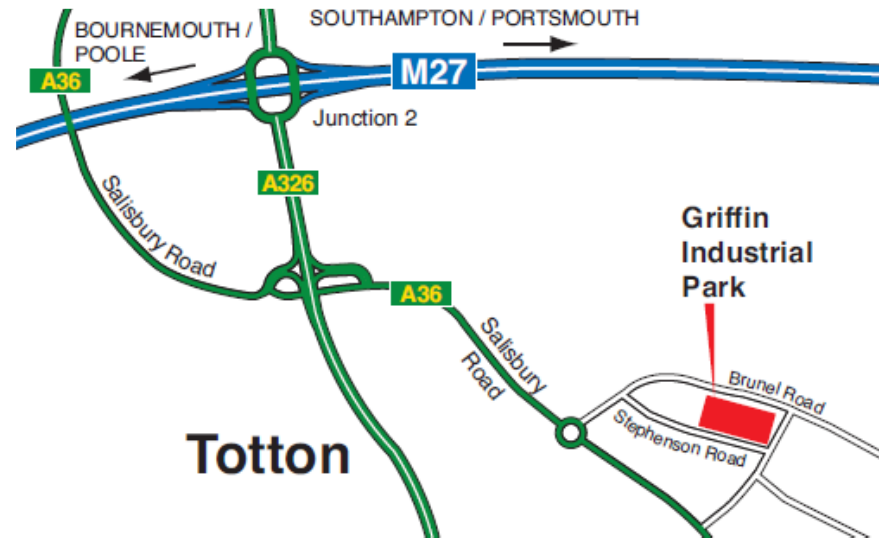 SOUTHAMPTON / PORTSMOUTH
BOURNEMOUTH /
POOLE
A36
M27
Junction 2
A326
Salisbury Road
Griffin
Industrial
Park
A36
Salisbury
Road
Brunel Road
Stephenson Road
Totton